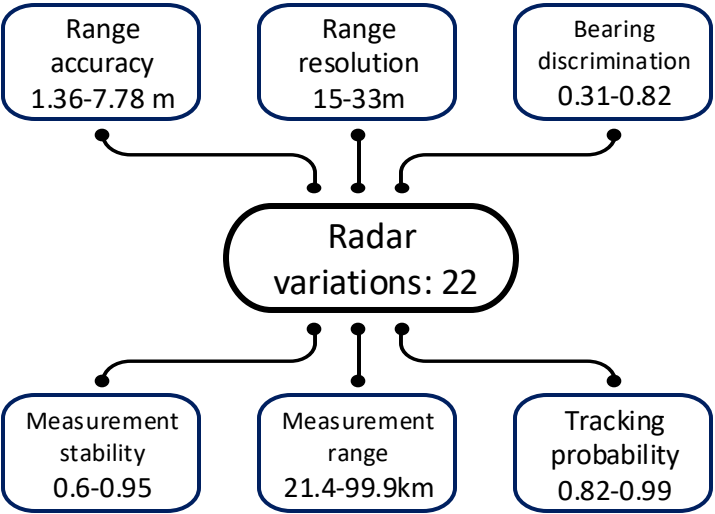 Range
accuracy
1.36-7.78 m
Range
resolution
15-33m
Bearing
discrimination
0.31-0.82
Radar
variations: 22
Measurement
stability
0.6-0.95
Measurement
range
21.4-99.9km
Tracking
probability
0.82-0.99